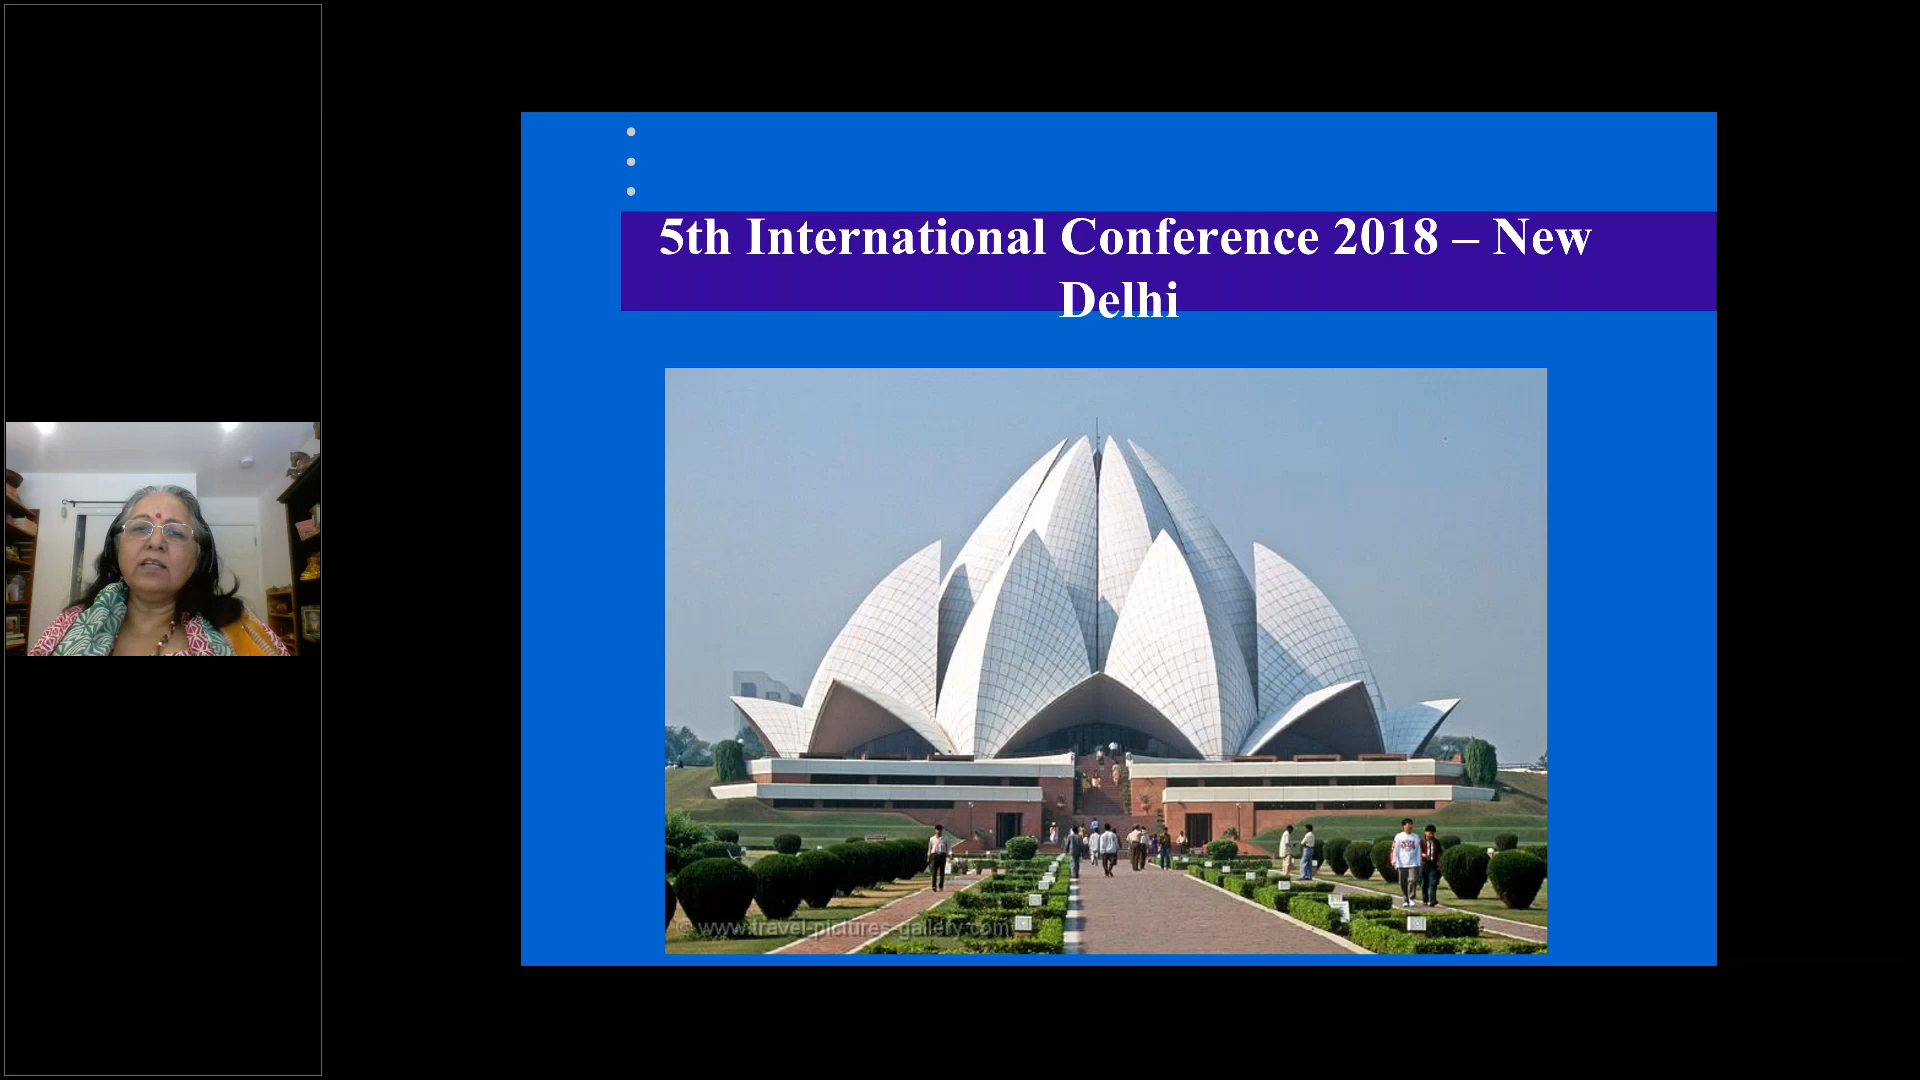 5th International Conference 2018 – New
Delhi
© www.travel-pictures-gallery.com